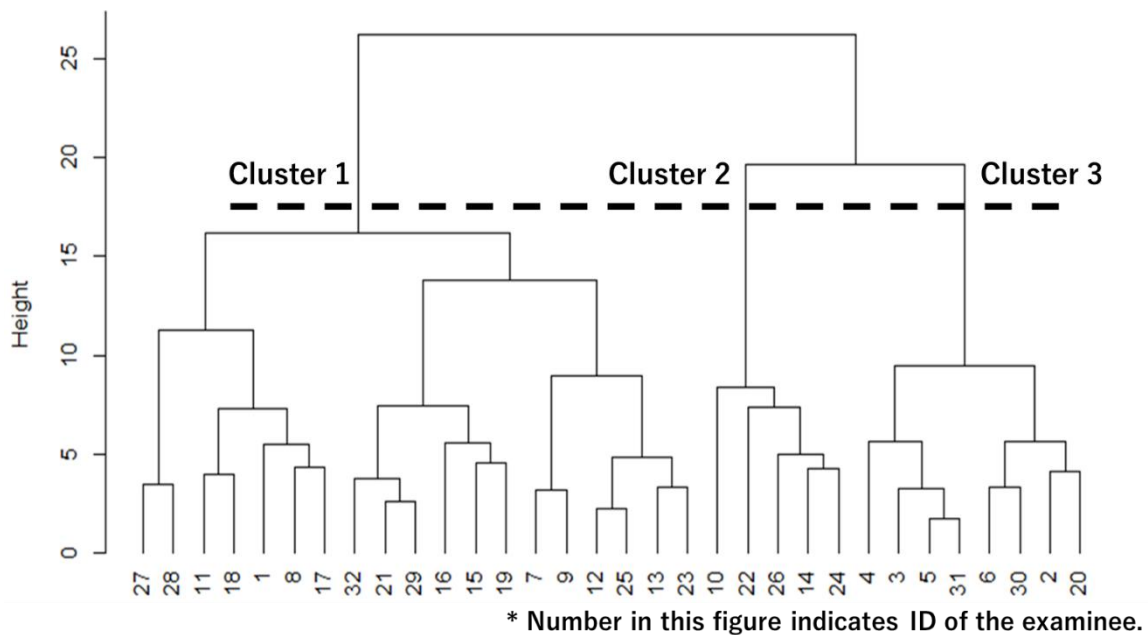 25
20
15
10
5
0
Height
Cluster 1
Cluster 2
Cluster 3
27 28 11 18 1 8 17 32 21 29 16 15 19 7 9 12 25 13 23 10 22 26 14 24 4 3 5 31 6 30 2 20
* Number in this figure indicates ID of the examinee.